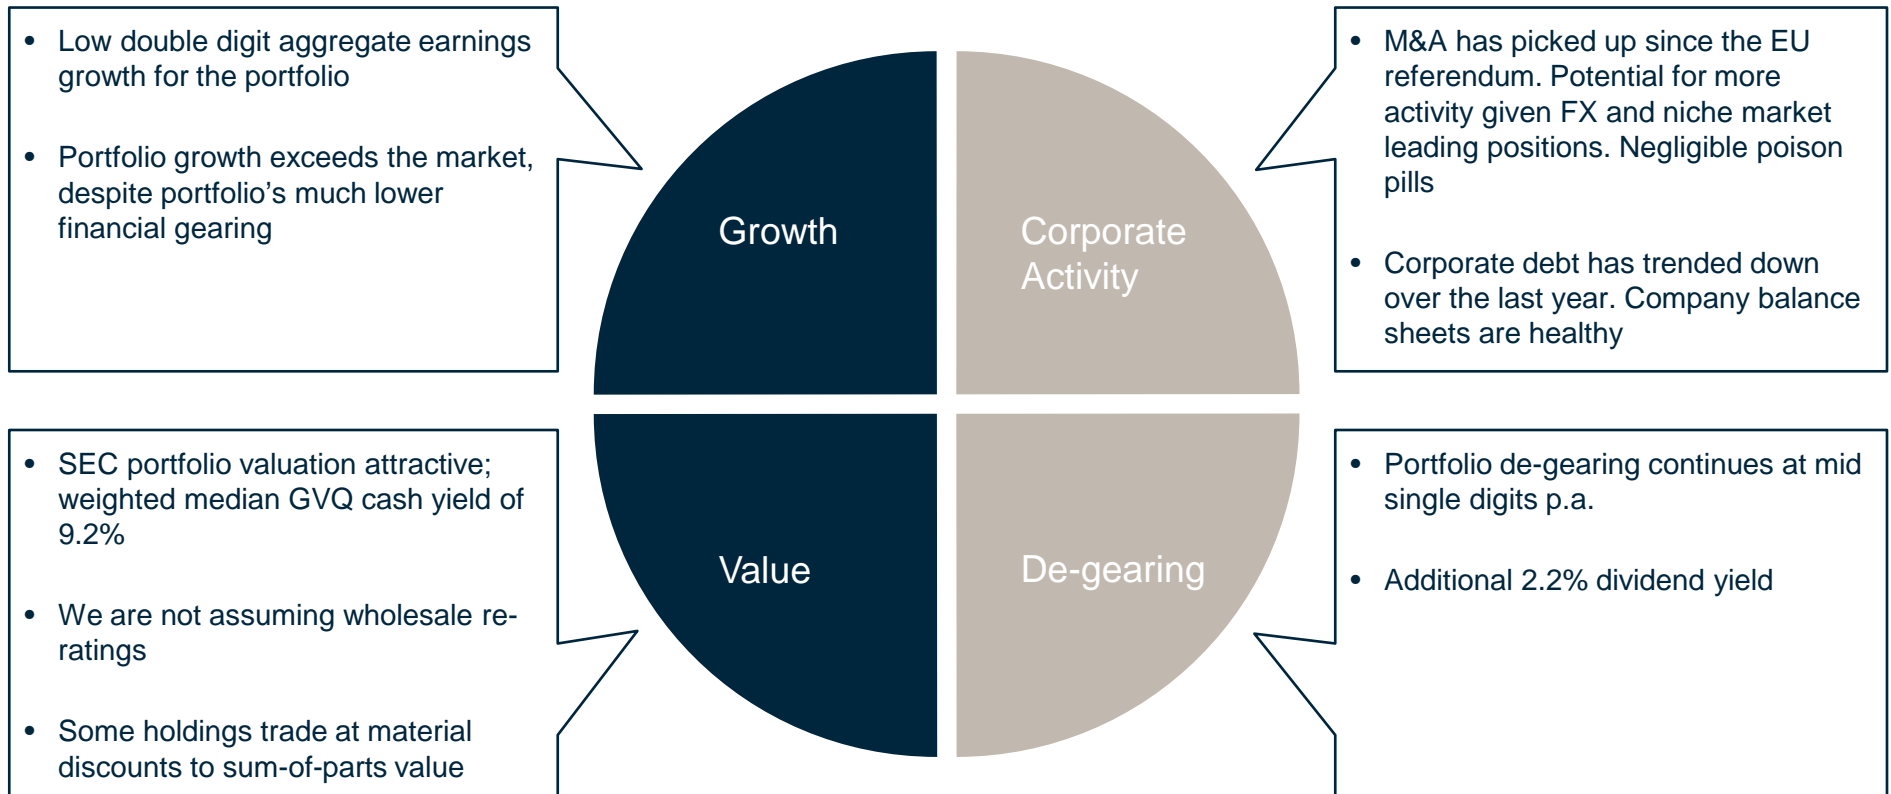 • Low double digit aggregate earnings
growth for the portfolio
• Portfolio growth exceeds the market,
despite portfolio’s much lower
financial gearing
• M&A has picked up since the EU
referendum. Potential for more
activity given FX and niche market
leading positions. Negligible poison
pills
• Corporate debt has trended down
over the last year. Company balance
sheets are healthy
Growth
Corporate
Activity
• SEC portfolio valuation attractive;
weighted median GVQ cash yield of
9.2%
• We are not assuming wholesale re-
ratings
• Some holdings trade at material
discounts to sum-of-parts value
Value
De-gearing
• Portfolio de-gearing continues at mid
single digits p.a.
• Additional 2.2% dividend yield